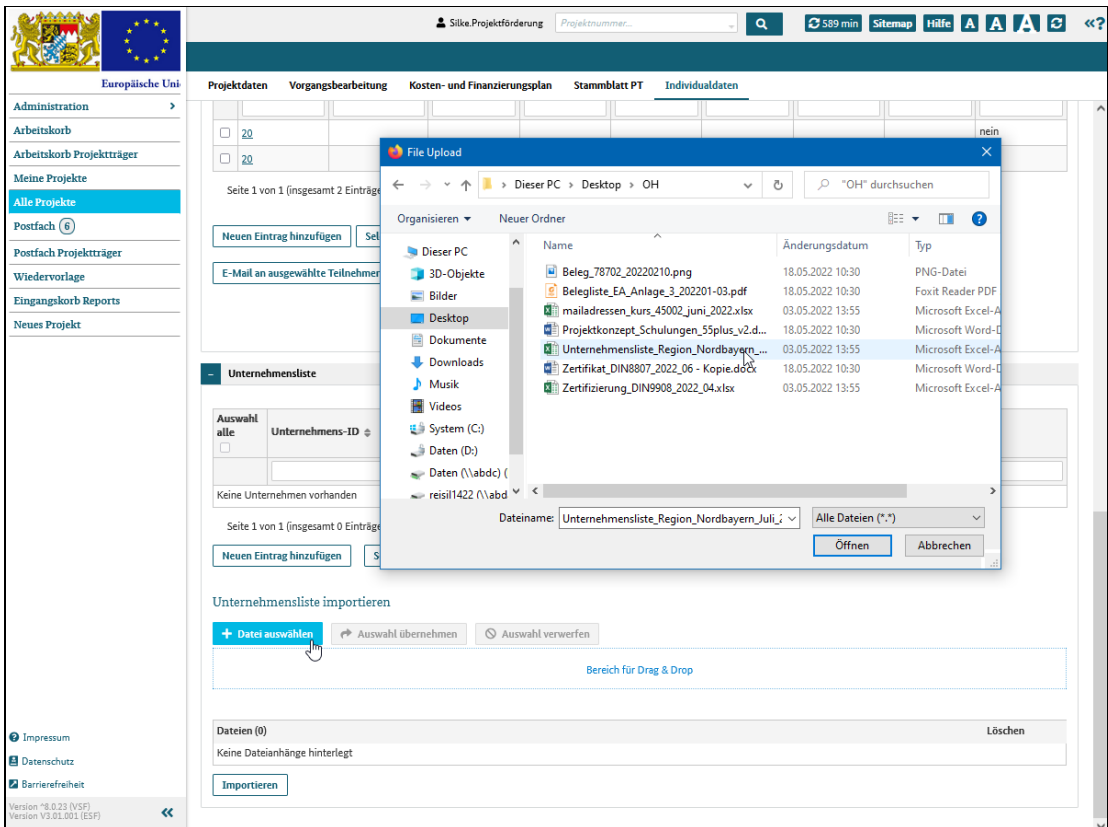 Silke.Projektförderung Projektnummer... 589 min Sitemap Hilfe A A A «?
Europäische Uni
Projektdaten Vorgangsbearbeitung Kosten- und Finanzierungsplan Stammblatt PT Individualdaten
Administration
Arbeitskorb
Arbeitskorb Projektträger
Meine Projekte
Alle Projekte
Postfach 6
Postfach Projektträger
Wiedervorlage
Eingangskorb Reports
Neues Projekt
Impressum
Datenschutz
Barrierefreiheit
Version ^8.0.23 (VSF)
Version V3.01.001 (ESF)
20 nein
20
Seite 1 von 1 (insgesamt 2 Einträge
Neuen Eintrag hinzufügen Sel
E-Mail an ausgewählte Teilnehmer
Unternehmensliste
Auswahl alle Unternehmens-ID
Keine Unternehmen vorhanden
Seite 1 von 1 (insgesamt 0 Einträge
Neuen Eintrag hinzufügen S
Unternehmensliste importieren
+ Datei auswählen Auswahl übernehmen Auswahl verwerfen
Bereich für Drag & Drop
Dateien (0) Löschen
Keine Dateianhänge hinterlegt
Importieren
File Upload
Dieser PC > Desktop > OH "OH" durchsuchen
Organisieren Neuer Ordner
Dieser PC
3D-Objekte
Bilder
Desktop
Dokumente
Downloads
Musik
Videos
System (C:)
Daten (D:)
Daten (\\abdc) (
reisil1422 (\\abd
Name Änderungsdatum Typ
Beleg_78702_20220210.png 18.05.2022 10:30 PNG-Datei
Belegliste_EA_Anlage_3_202201-03.pdf 18.05.2022 10:30 Foxit Reader PDF
mailadressen_kurs_45002_juni_2022.xlsx 03.05.2022 13:55 Microsoft Excel-A
Projektkonzept_Schulungen_55plus_v2.d... 18.05.2022 10:30 Microsoft Word-D
Unternehmensliste_Region_Nordbayern_... 03.05.2022 13:55 Microsoft Excel-A
Zertifikat_DIN8807_2022_06 - Kopie.docx 18.05.2022 10:30 Microsoft Word-D
Zertifizierung_DIN9908_2022_04.xlsx 03.05.2022 13:55 Microsoft Excel-A
Dateiname: Unternehmensliste_Region_Nordbayern_Juli_2 Alle Dateien (*.*)
Öffnen Abbrechen